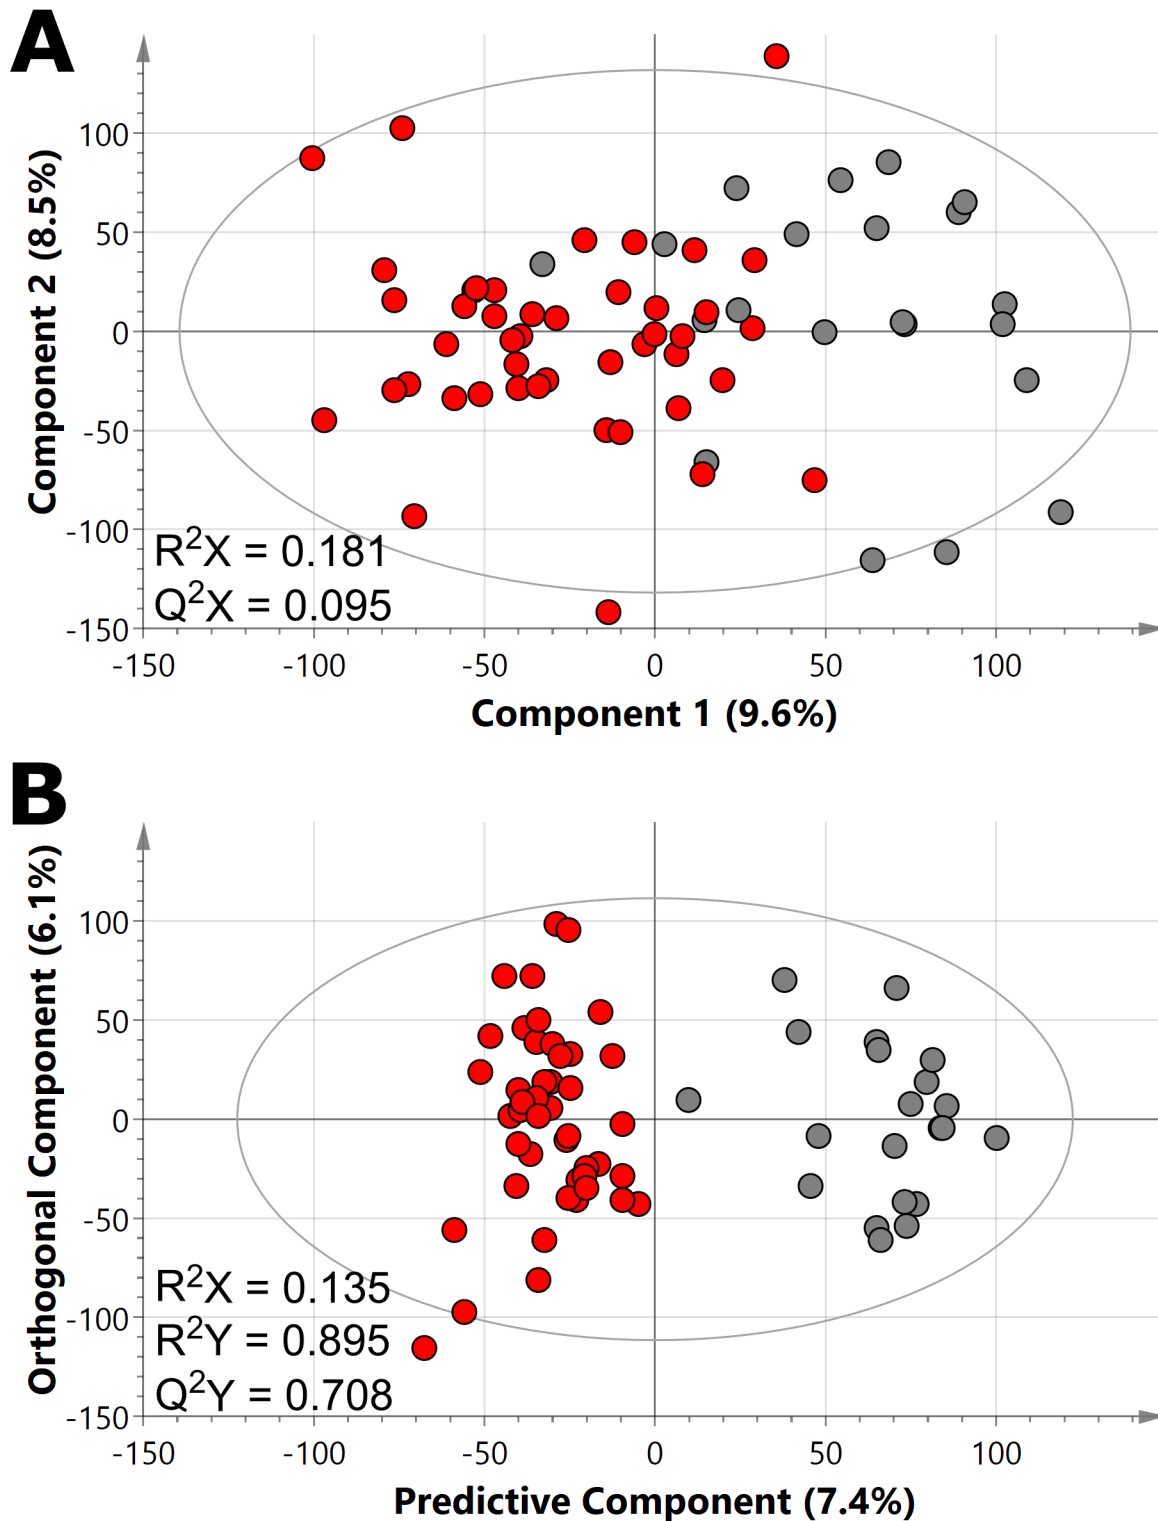 A
Component 2 (8.5%)
100
50
0
-50
-100
-150
R²X = 0.181
Q²X = 0.095
-150 -100 -50 0 50 100
Component 1 (9.6%)
B
Orthogonal Component (6.1%)
100
50
0
-50
-100
-150
R²X = 0.135
R²Y = 0.895
Q²Y = 0.708
-150 -100 -50 0 50 100
Predictive Component (7.4%)